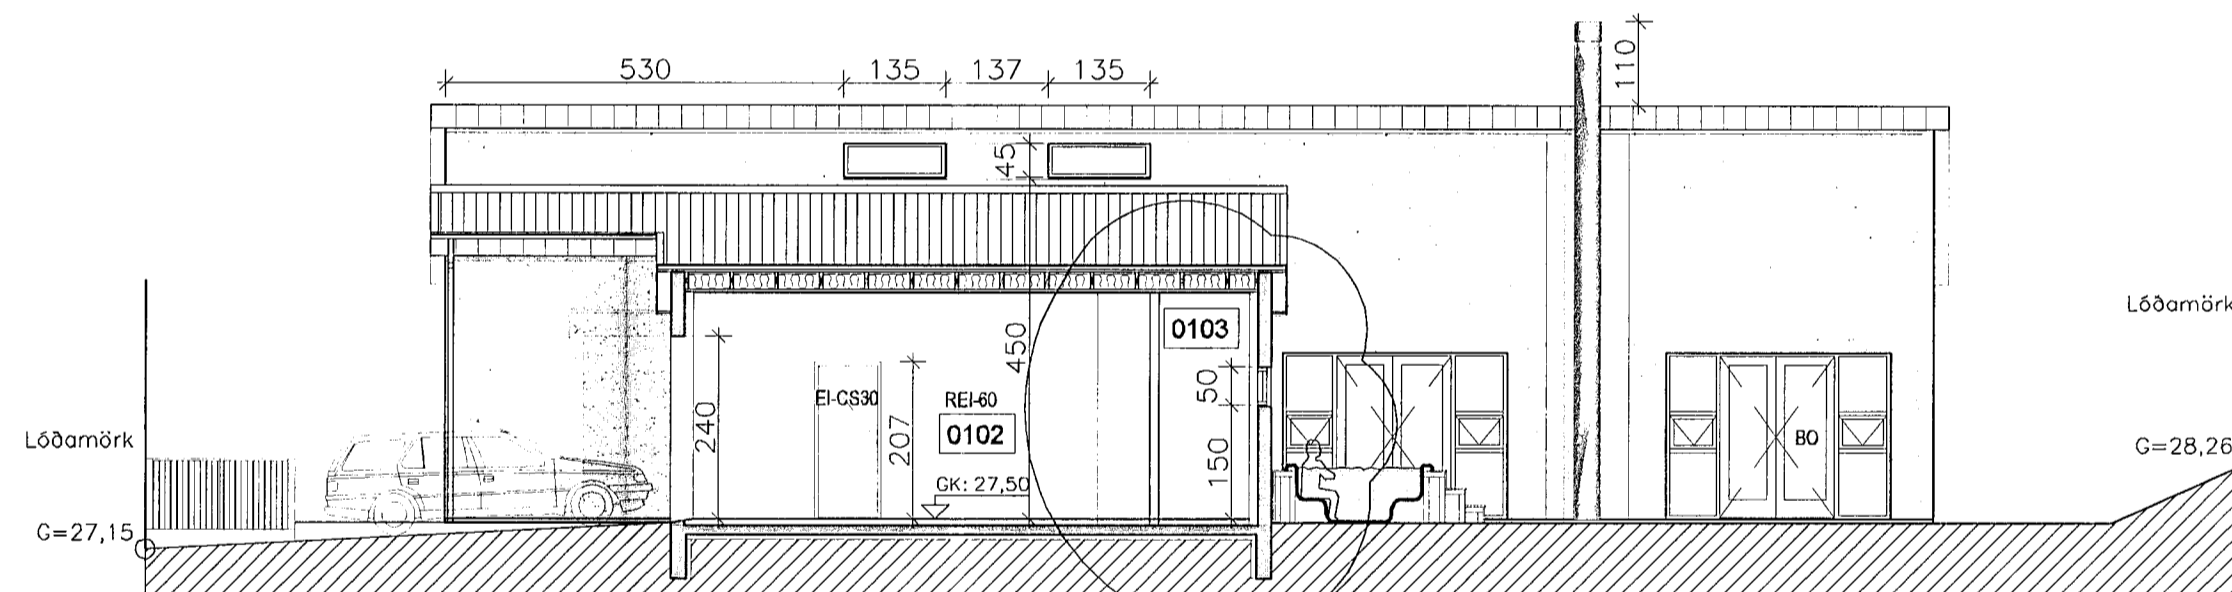 530 135 137 135
110
45
Lóðamörk
0103
450
50
EI-CS30
REI-60
240
207
0102
Lóðamörk
BO
G=28,26
150
GK: 27,50
G=27,15